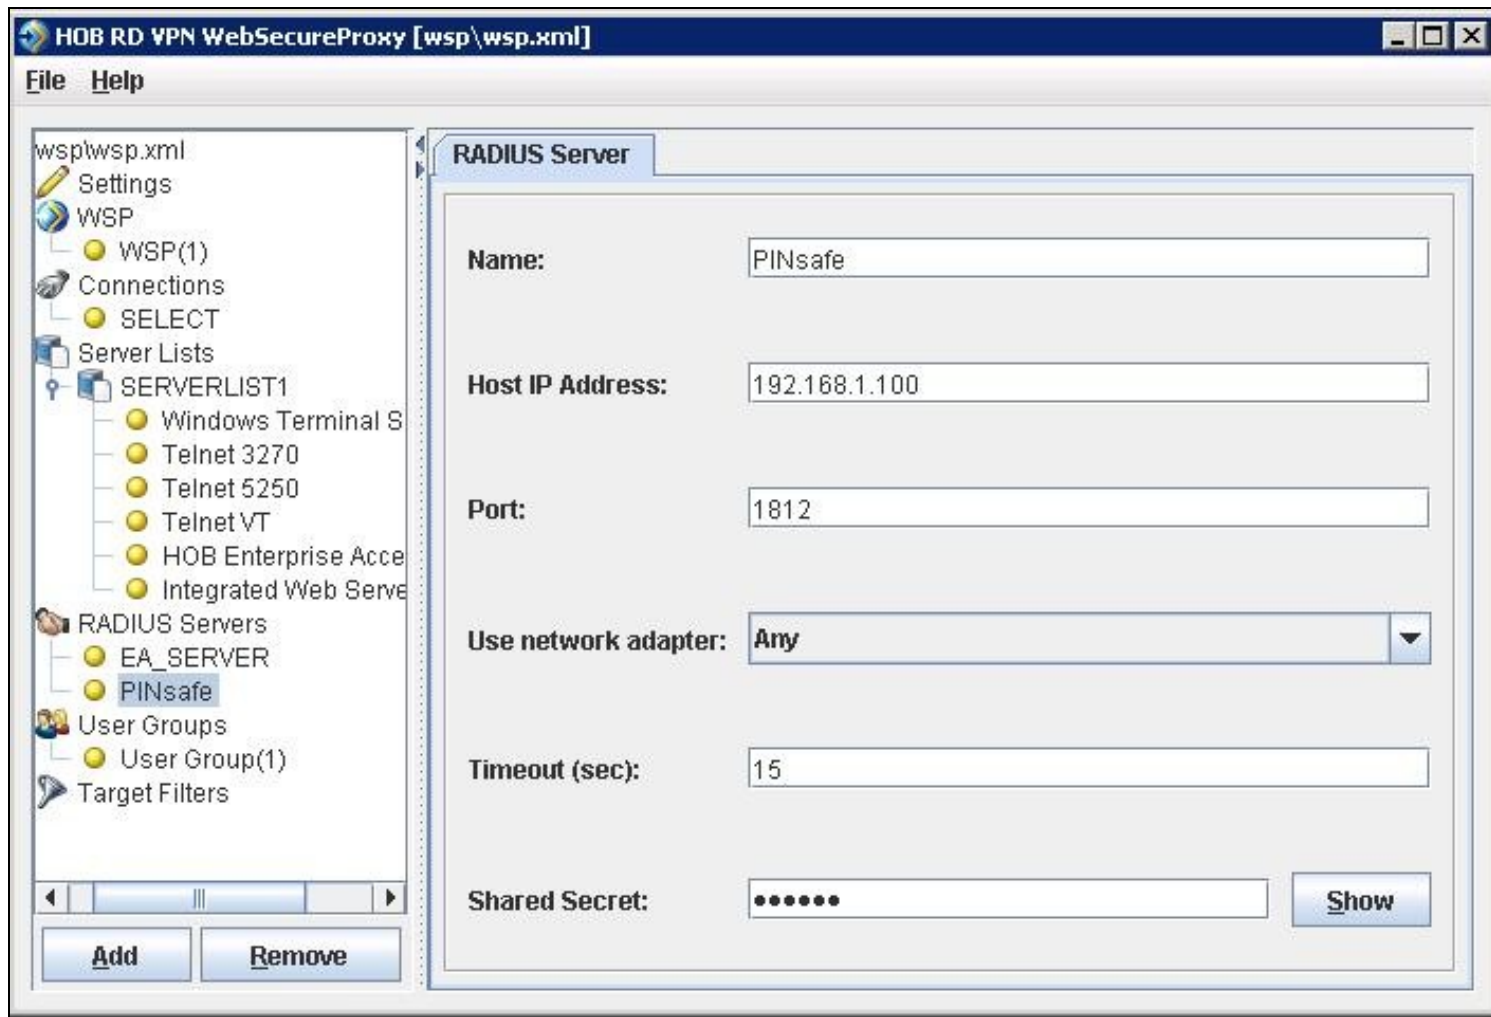 HOB RD VPN WebSecureProxy [wsp\wsp.xml]
File Help
wsp\wsp.xml
Settings
WSP
WSP(1)
Connections
SELECT
Server Lists
SERVERLIST1
Windows Terminal S
Telnet 3270
Telnet 5250
Telnet VT
HOB Enterprise Acce
Integrated Web Serve
RADIUS Servers
EA_SERVER
PINsafe
User Groups
User Group(1)
Target Filters
Add Remove
RADIUS Server
Name: PINsafe
Host IP Address: 192.168.1.100
Port: 1812
Use network adapter: Any
Timeout (sec): 15
Shared Secret: •••••• Show